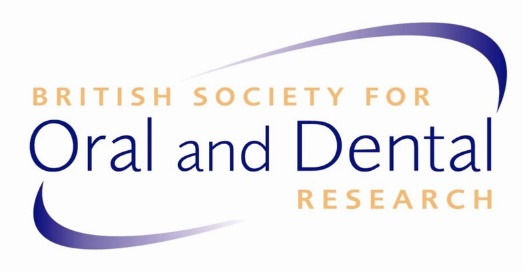 BRITISH SOCIETY FOR
Oral and Dental
RESEARCH